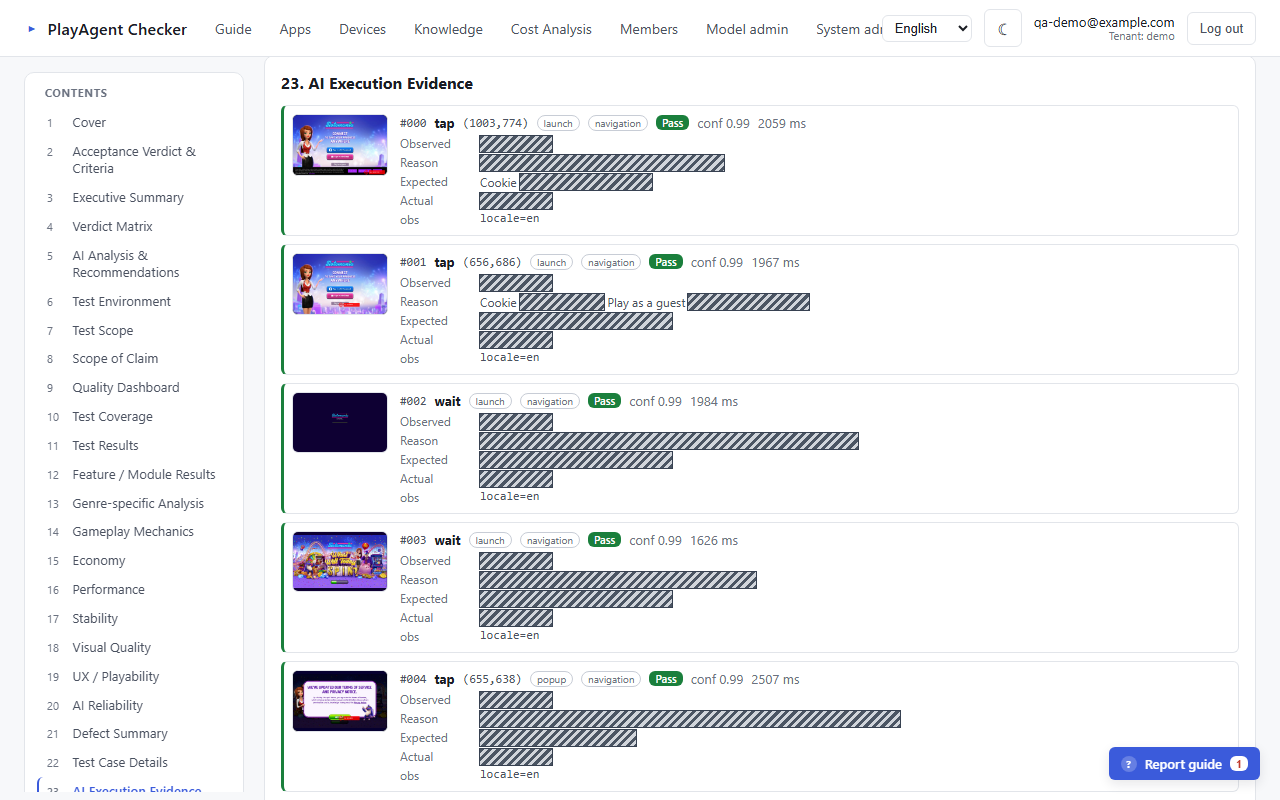 PlayAgent Checker
Guide
Apps
Devices
Knowledge
Cost Analysis
Members
Model admin
System adm
English
qa-demo@example.com
Tenant: demo
Log out
CONTENTS
1 Cover
2 Acceptance Verdict &
Criteria
3 Executive Summary
4 Verdict Matrix
5 AI Analysis &
Recommendations
6 Test Environment
7 Test Scope
8 Scope of Claim
9 Quality Dashboard
10 Test Coverage
11 Test Results
12 Feature / Module Results
13 Genre-specific Analysis
14 Gameplay Mechanics
15 Economy
16 Performance
17 Stability
18 Visual Quality
19 UX / Playability
20 AI Reliability
21 Defect Summary
22 Test Case Details
23 AI Execution Evidence
23. AI Execution Evidence
#000 tap (1003,774) launch navigation Pass conf 0.99 2059 ms
Observed
Reason
Expected Cookie
Actual
obs locale=en
#001 tap (656,686) launch navigation Pass conf 0.99 1967 ms
Observed
Reason Cookie Play as a guest
Expected
Actual
obs locale=en
#002 wait launch navigation Pass conf 0.99 1984 ms
Observed
Reason
Expected
Actual
obs locale=en
#003 wait launch navigation Pass conf 0.99 1626 ms
Observed
Reason
Expected
Actual
obs locale=en
#004 tap (655,638) popup navigation Pass conf 0.99 2507 ms
Observed
Reason
Expected
Actual
obs locale=en
? Report guide 1